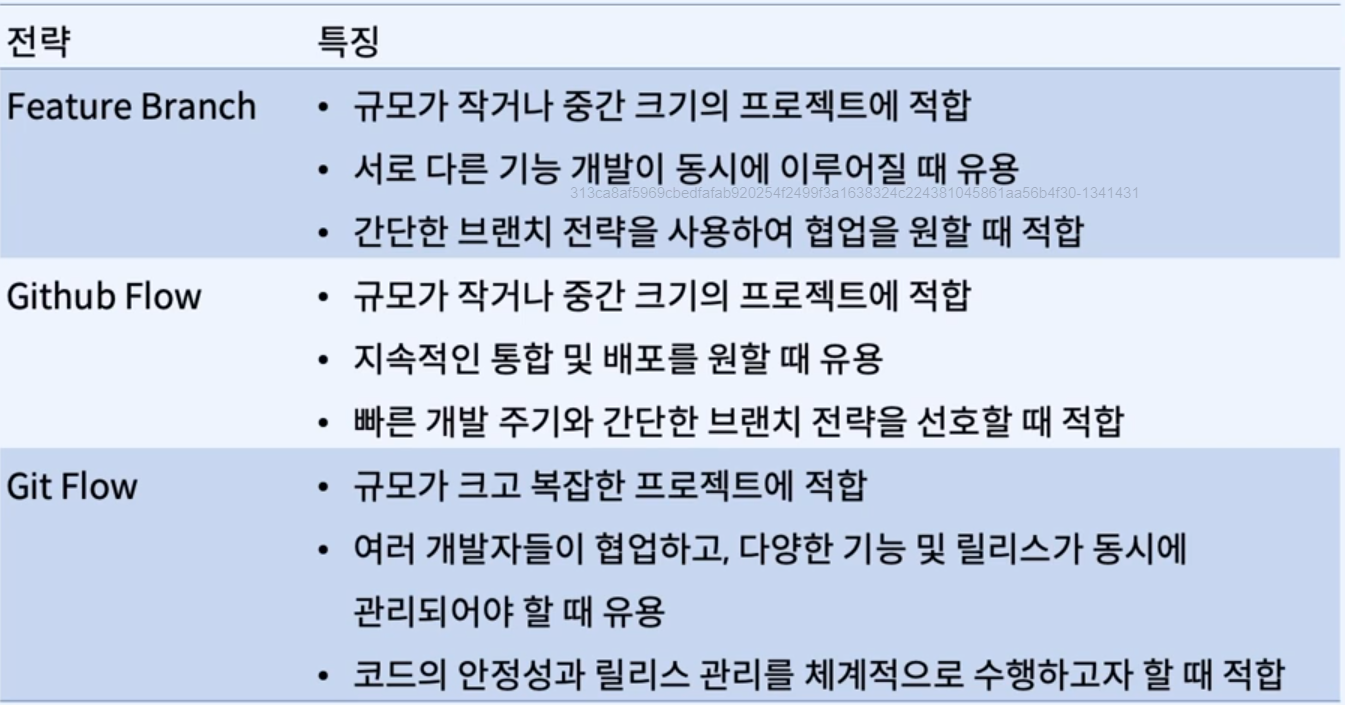 전략 특징
Feature Branch • 규모가 작거나 중간 크기의 프로젝트에 적합
• 서로 다른 기능 개발이 동시에 이루어질 때 유용
313ca8af5969cbedfafab920254f2499f3a1638324c224381045861aa56b4f30-1341431
• 간단한 브랜치 전략을 사용하여 협업을 원할 때 적합
Github Flow • 규모가 작거나 중간 크기의 프로젝트에 적합
• 지속적인 통합 및 배포를 원할 때 유용
• 빠른 개발 주기와 간단한 브랜치 전략을 선호할 때 적합
Git Flow • 규모가 크고 복잡한 프로젝트에 적합
• 여러 개발자들이 협업하고, 다양한 기능 및 릴리스가 동시에
관리되어야 할 때 유용
• 코드의 안정성과 릴리스 관리를 체계적으로 수행하고자 할 때 적합